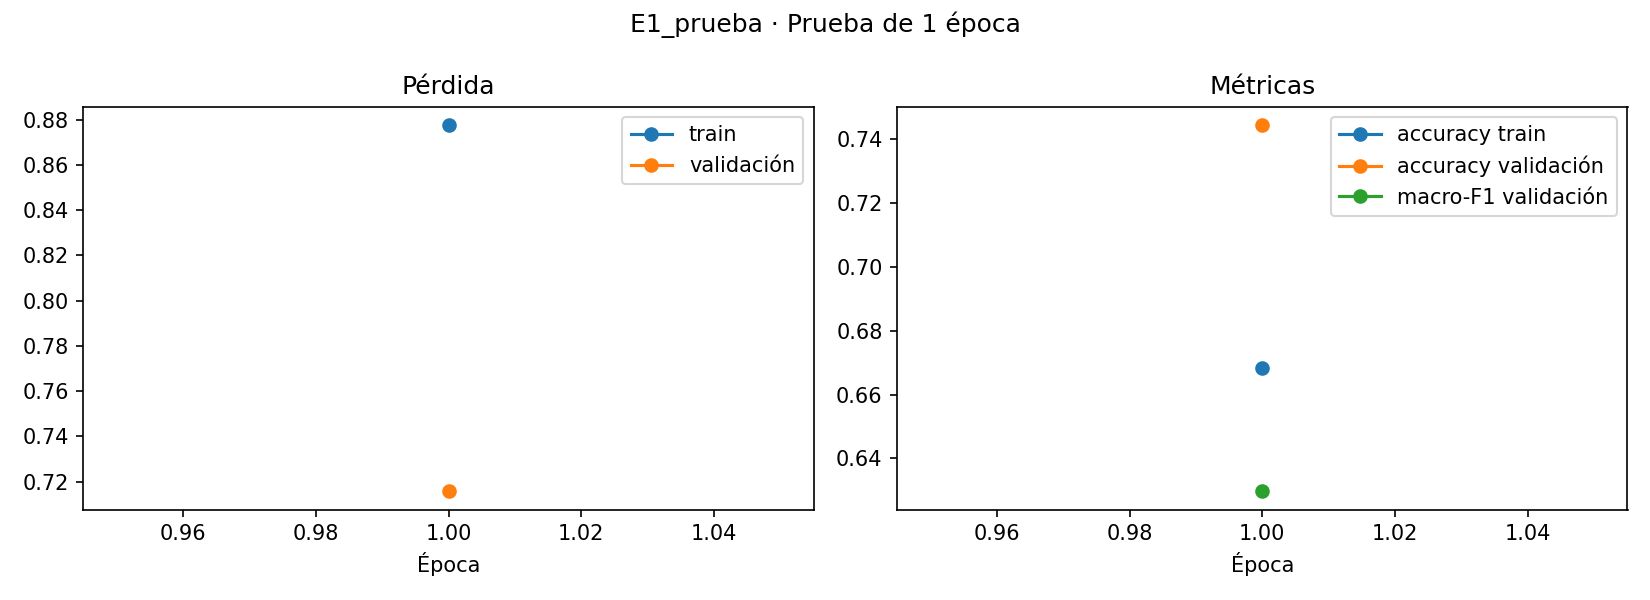 E1_prueba · Prueba de 1 época
Pérdida
0.88
0.86
0.84
0.82
0.80
0.78
0.76
0.74
0.72
train
validación
0.96 0.98 1.00 1.02 1.04
Época
Métricas
0.74
0.72
0.70
0.68
0.66
0.64
accuracy train
accuracy validación
macro-F1 validación
0.96 0.98 1.00 1.02 1.04
Época